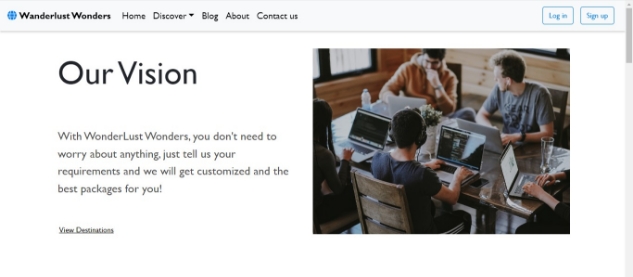 Wanderlust Wonders Home Discover Blog About Contact us Log in Sign up
Our Vision
With WonderLust Wonders, you don't need to
worry about anything, just tell us your
requirements and we will get customized and the
best packages for you!
View Destinations